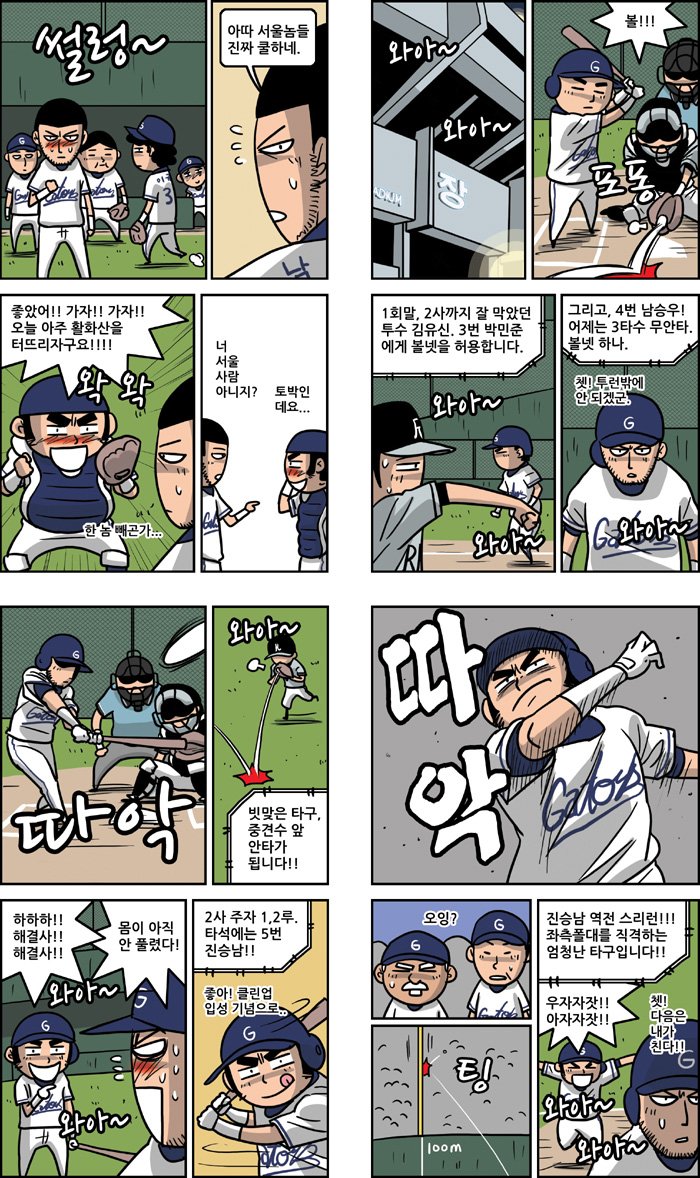 썰렁~
아따 서울놈들
진짜 쿨하네.
좋았어!! 가자!! 가자!!
오늘 아주 활화산을
터뜨리자구요!!!!
왁 왁
한 놈 빼곤가...
너
서울
사람
아니지?
토박인
데요...
와아~
와아~
장
볼!!!
포퐁
1회말, 2사까지 잘 막았던
투수 김유신. 3번 박민준
에게 볼넷을 허용합니다.
와아~
와아~
그리고, 4번 남승우!
어제는 3타수 무안타.
볼넷 하나.
쳇! 투런밖에
안 되겠군.
와아~
따악
와아~
빗맞은 타구,
중견수 앞
안타가
됩니다!!
하하하!!
해결사!!
해결사!!
몸이 아직
안 풀렸다!
와아~
와아~
2사 주자 1,2루.
타석에는 5번
진승남!!
좋아! 클린업
입성 기념으로..
따
악
Gators
오잉?
팅
100m
진승남 역전 스리런!!!
좌측폴대를 직격하는
엄청난 타구입니다!!
우자자잣!!
아자자잣!!
쳇!
다음은
내가
친다!!
와아~
와아~